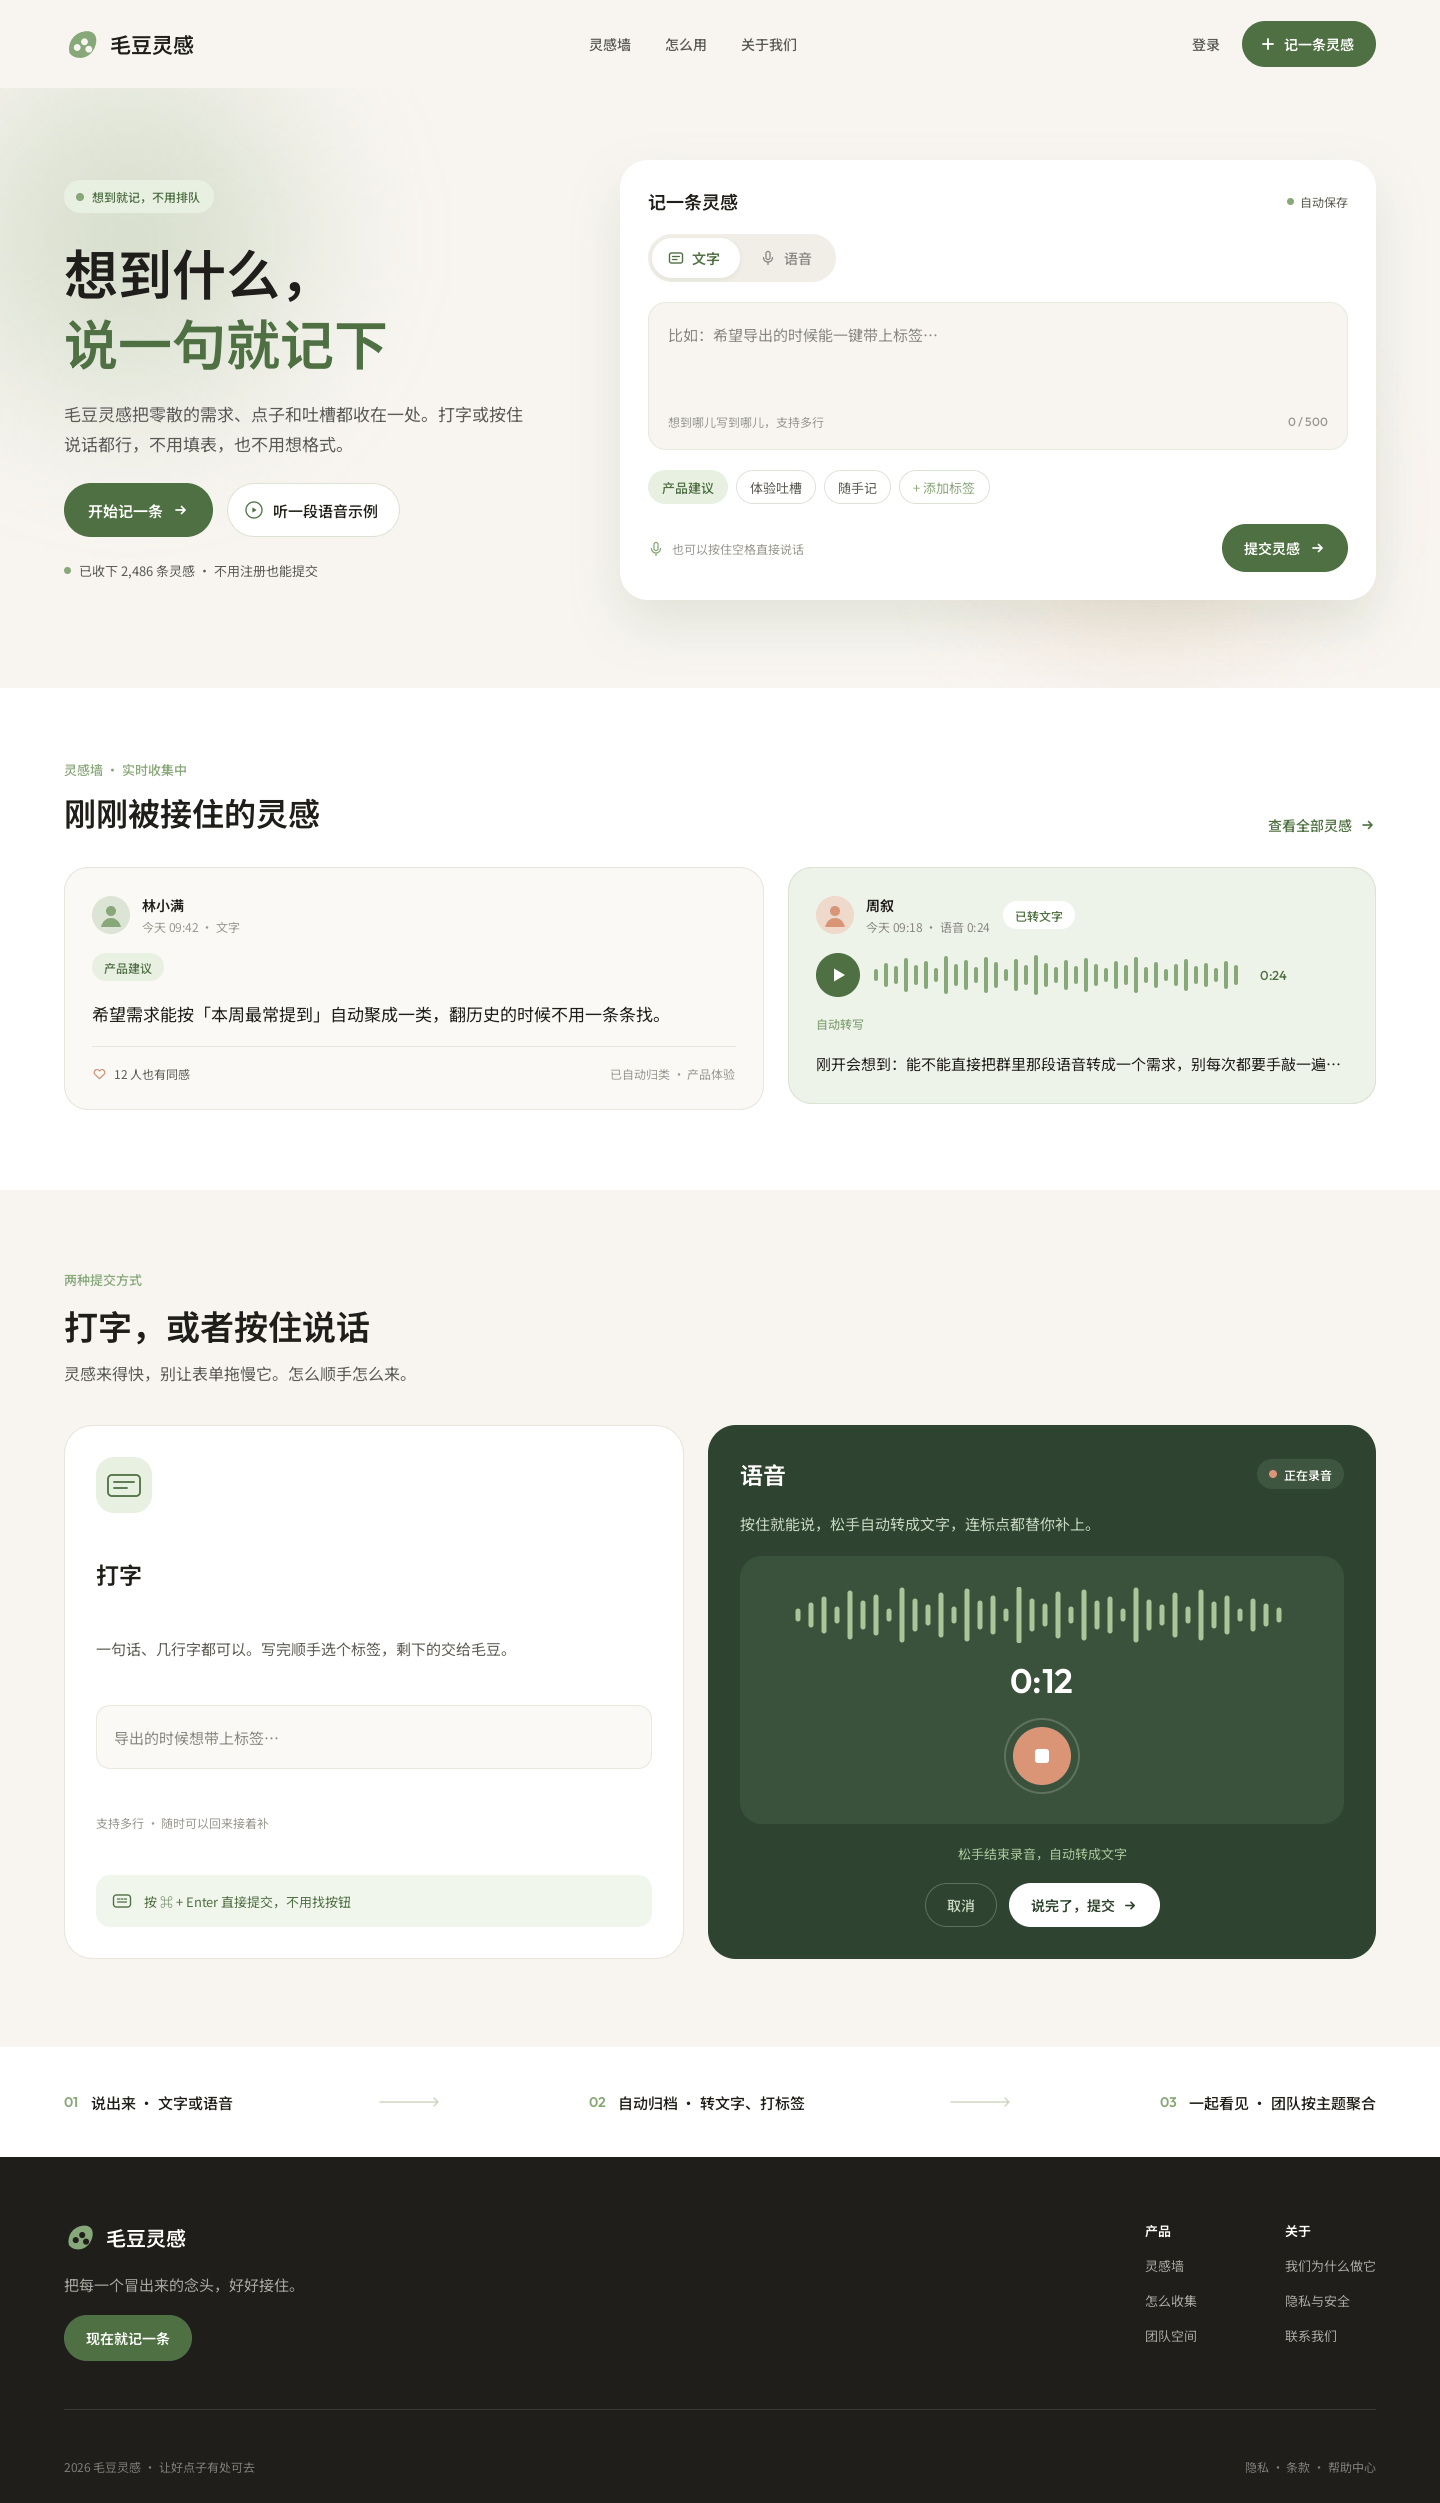 毛豆灵感
灵感墙
怎么用
关于我们
登录
记一条灵感
想到就记，不用排队
想到什么，
说一句就记下
毛豆灵感把零散的需求、点子和吐槽都收在一处。打字或按住
说话都行，不用填表，也不用想格式。
开始记一条
听一段语音示例
已收下 2,486 条灵感 · 不用注册也能提交
记一条灵感
自动保存
文字
语音
比如：希望导出的时候能一键带上标签…
想到哪儿写到哪儿，支持多行
0 / 500
产品建议
体验吐槽
随手记
+ 添加标签
也可以按住空格直接说话
提交灵感
灵感墙 · 实时收集中
刚刚被接住的灵感
查看全部灵感
林小满
今天 09:42 · 文字
产品建议
希望需求能按「本周最常提到」自动聚成一类，翻历史的时候不用一条条找。
12 人也有同感
已自动归类 · 产品体验
周叙
今天 09:18 · 语音 0:24
已转文字
0:24
自动转写
刚开会想到：能不能直接把群里那段语音转成一个需求，别每次都要手敲一遍…
两种提交方式
打字，或者按住说话
灵感来得快，别让表单拖慢它。怎么顺手怎么来。
打字
一句话、几行字都可以。写完顺手选个标签，剩下的交给毛豆。
导出的时候想带上标签…
支持多行 · 随时可以回来接着补
按 ⌘ + Enter 直接提交，不用找按钮
语音
正在录音
按住就能说，松手自动转成文字，连标点都替你补上。
0:12
松手结束录音，自动转成文字
取消
说完了，提交
01 说出来 · 文字或语音
02 自动归档 · 转文字、打标签
03 一起看见 · 团队按主题聚合
毛豆灵感
把每一个冒出来的念头，好好接住。
现在就记一条
产品
灵感墙
怎么收集
团队空间
关于
我们为什么做它
隐私与安全
联系我们
2026 毛豆灵感 · 让好点子有处可去
隐私 · 条款 · 帮助中心